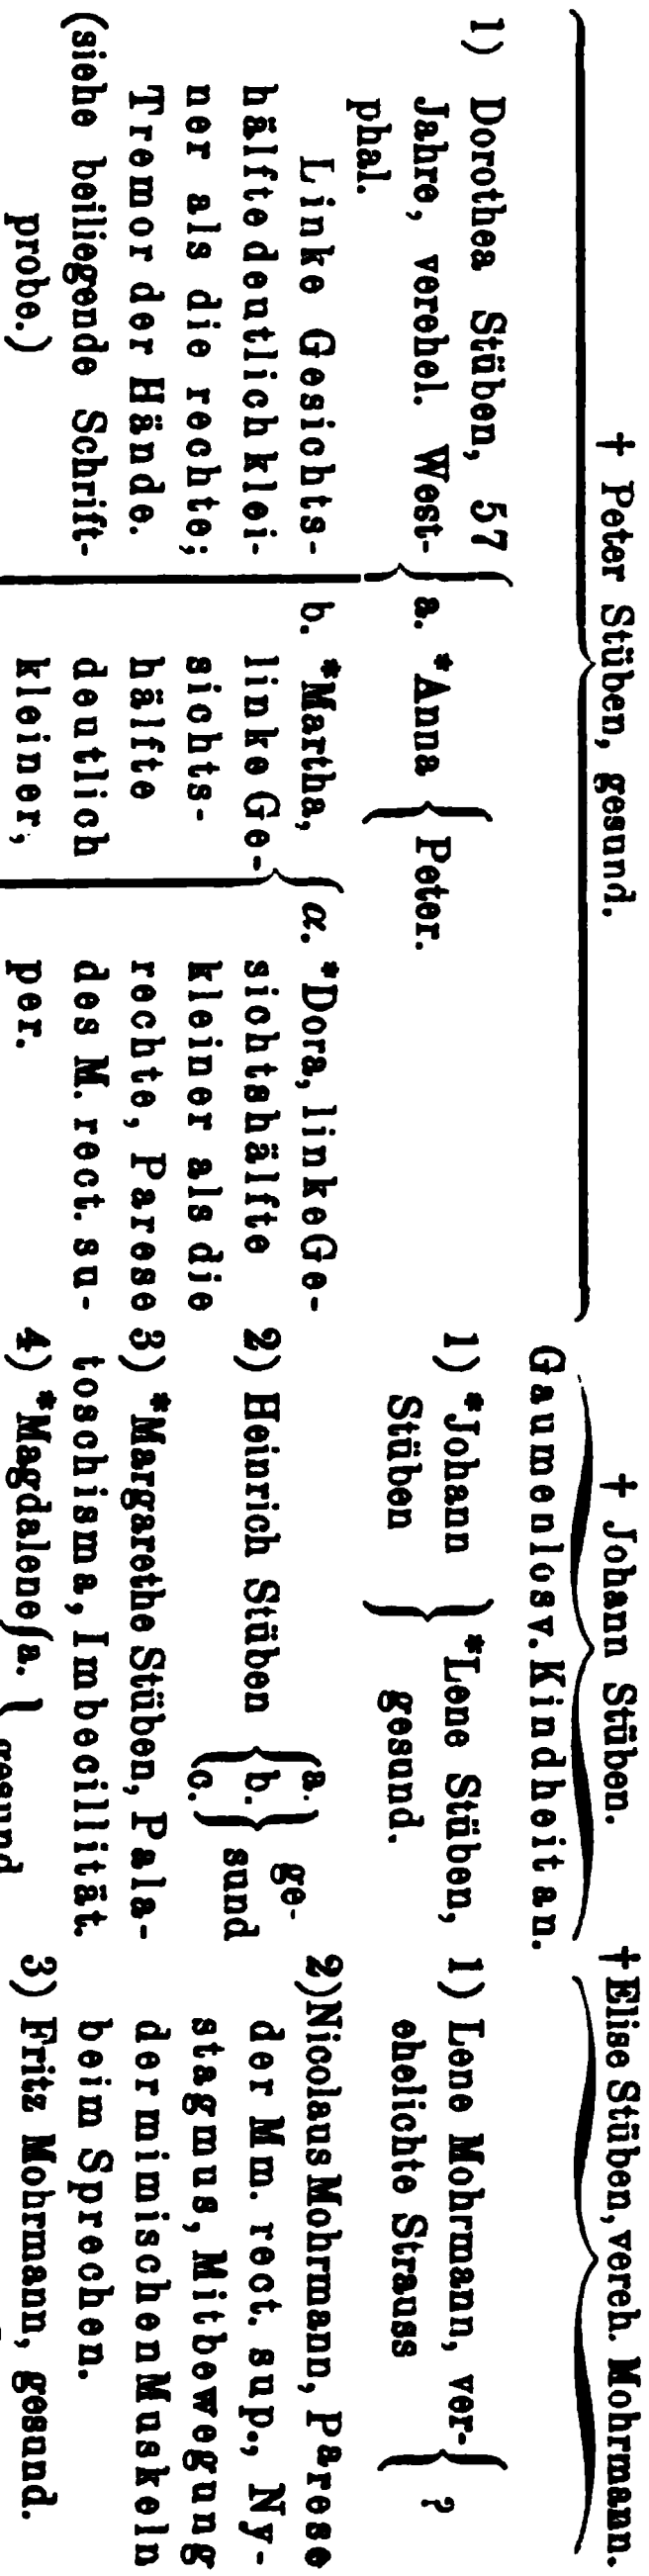 † Peter Stüben, gesund.
1) Dorothea Stüben, 57
Jahre, verehel. West-
phal.
Linke Gesichts-
hälfte deutlich klei-
ner als die rechte;
Tremor der Hände.
(siehe beiliegende Schrift-
probe.)
a. *Anna
Peter.
b. *Martha,
linke Ge-
sichts-
hälfte
deutlich
kleiner,
α. *Dora, linke Ge-
sichtshälfte
kleiner als die
rechte, Parese
des M. rect. su-
per.
† Johann Stüben.
Gaumenlos v. Kindheit an.
1) *Johann
Stüben
*Lene Stüben,
gesund.
2) Heinrich Stüben
a.
b.
c.
ge-
sund
3) *Margarethe Stüben, Pala-
toschisma, Imbecillität.
4) *Magdalene
a.
† Elise Stüben, vereh. Mohrmann.
1) Lene Mohrmann, ver-
ehelichte Strauss
?
2) Nicolaus Mohrmann, Parese
der Mm. rect. sup., Ny-
stagmus, Mitbewegung
der mimischen Muskeln
beim Sprechen.
3) Fritz Mohrmann, gesund.